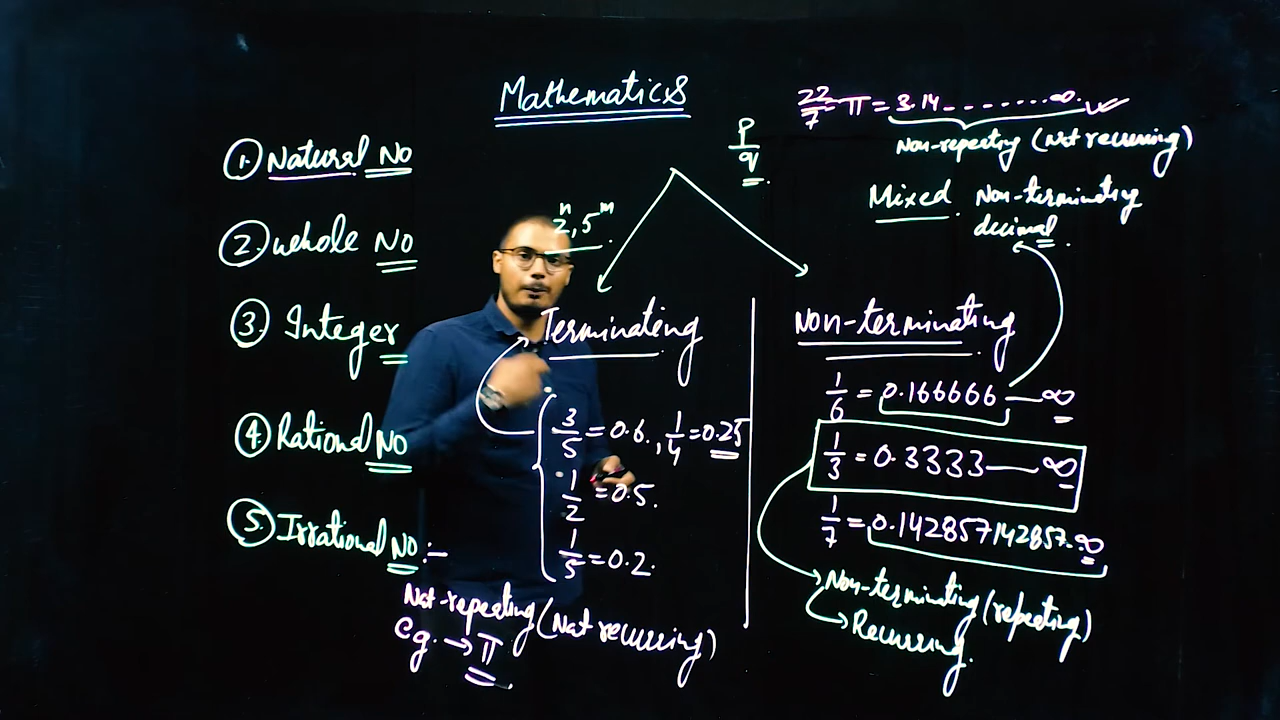 Mathematics
22/7 π = 3.14 - - - - - - - ∞.
Non-repeating (Not recurring)
p/q
Mixed. Non-terminating
decimal.
① Natural No
② whole No
③ Integer
④ Rational No
⑤ Irrational No :-
Not-repeating (Not recurring)
eg. → π
2ⁿ, 5ᵐ
Terminating
3/5 = 0.6., 1/4 = 0.25
1/2 = 0.5.
1/5 = 0.2.
Non-terminating
1/6 = 0.166666 — ∞
1/3 = 0.3333 — ∞
1/7 = 0.142857142857-∞
Non-terminating (repeating)
Recurring.